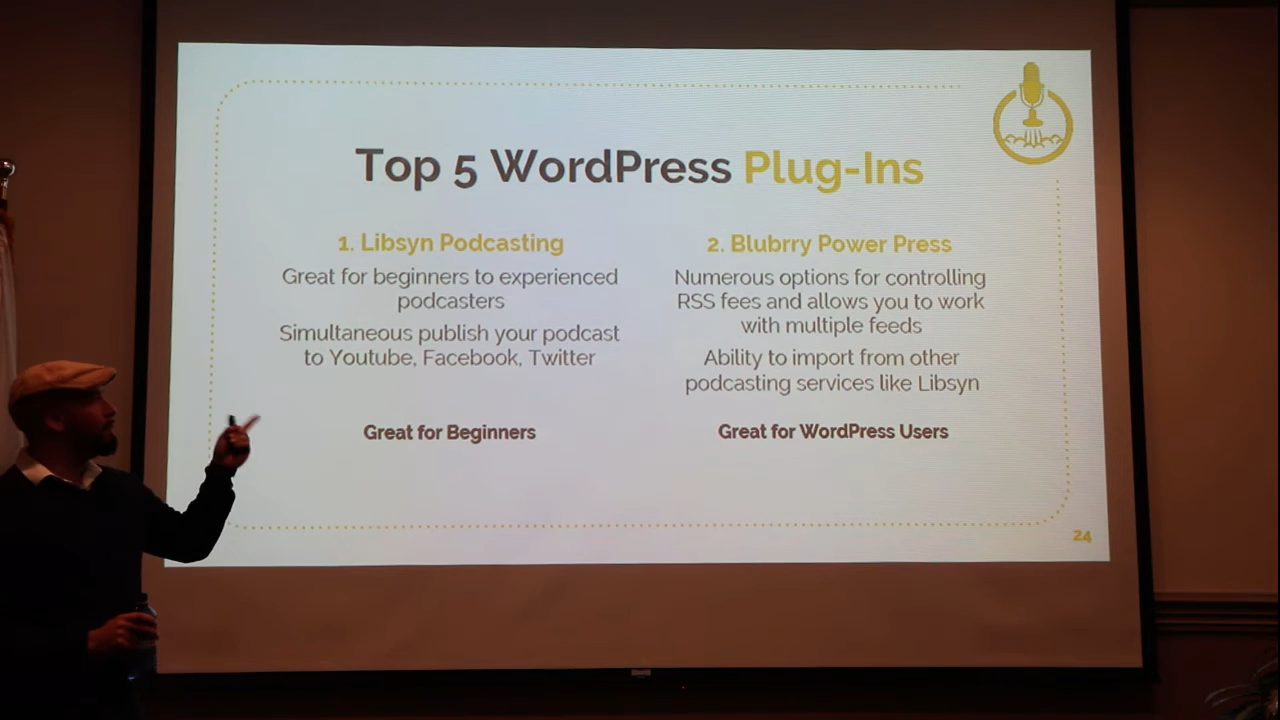 Top 5 WordPress Plug-Ins
1. Libsyn Podcasting
Great for beginners to experienced
podcasters
Simultaneous publish your podcast
to Youtube, Facebook, Twitter
Great for Beginners
2. Blubrry Power Press
Numerous options for controlling
RSS fees and allows you to work
with multiple feeds
Ability to import from other
podcasting services like Libsyn
Great for WordPress Users
24